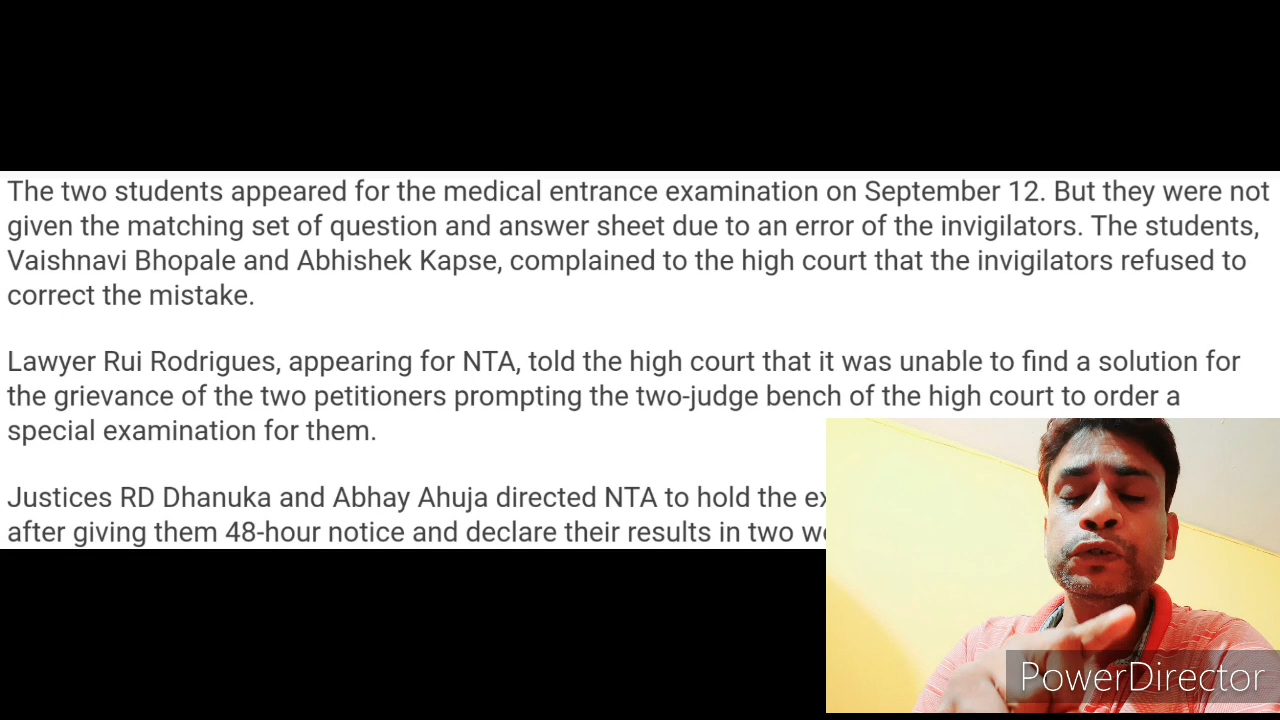 The two students appeared for the medical entrance examination on September 12. But they were not
given the matching set of question and answer sheet due to an error of the invigilators. The students,
Vaishnavi Bhopale and Abhishek Kapse, complained to the high court that the invigilators refused to
correct the mistake.
Lawyer Rui Rodrigues, appearing for NTA, told the high court that it was unable to find a solution for
the grievance of the two petitioners prompting the two-judge bench of the high court to order a
special examination for them.
Justices RD Dhanuka and Abhay Ahuja directed NTA to hold the
after giving them 48-hour notice and declare their results in two
PowerDirector